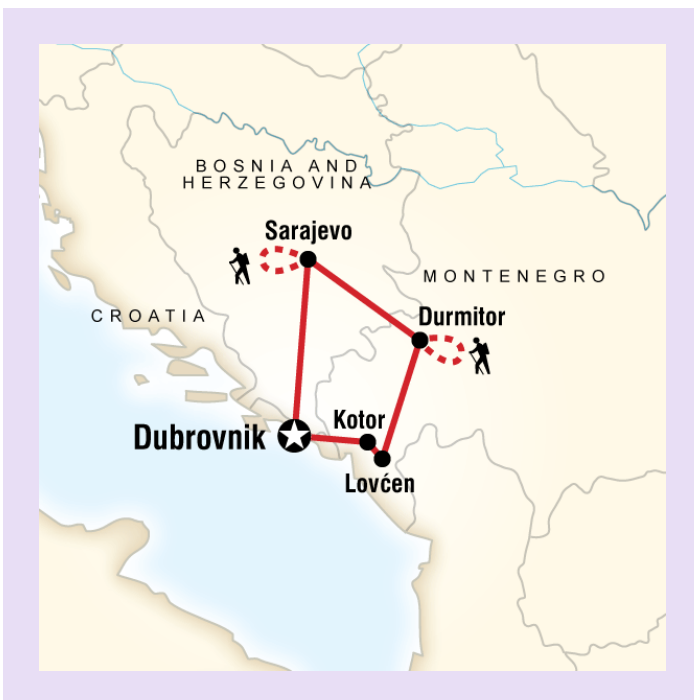 BOSNIA AND
HERZEGOVINA
Sarajevo
MONTENEGRO
CROATIA
Durmitor
Kotor
Dubrovnik
Lovćen